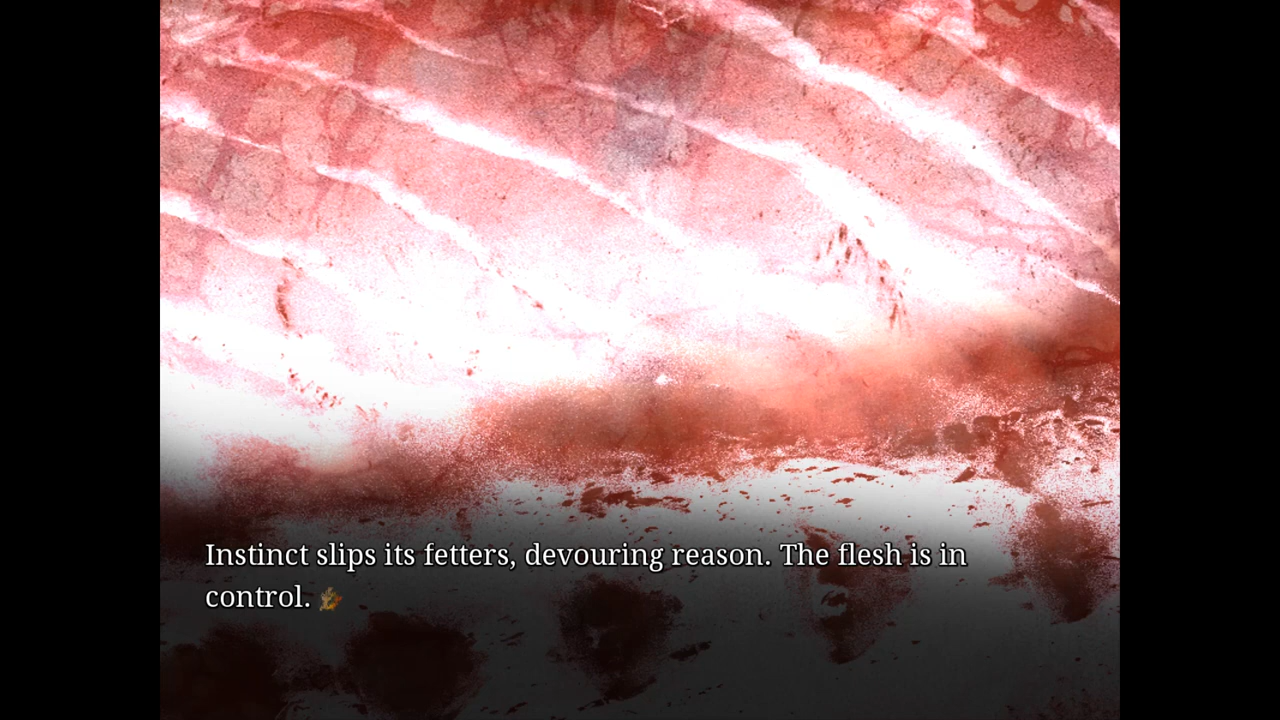 Instinct slips its fetters, devouring reason. The flesh is in
control.